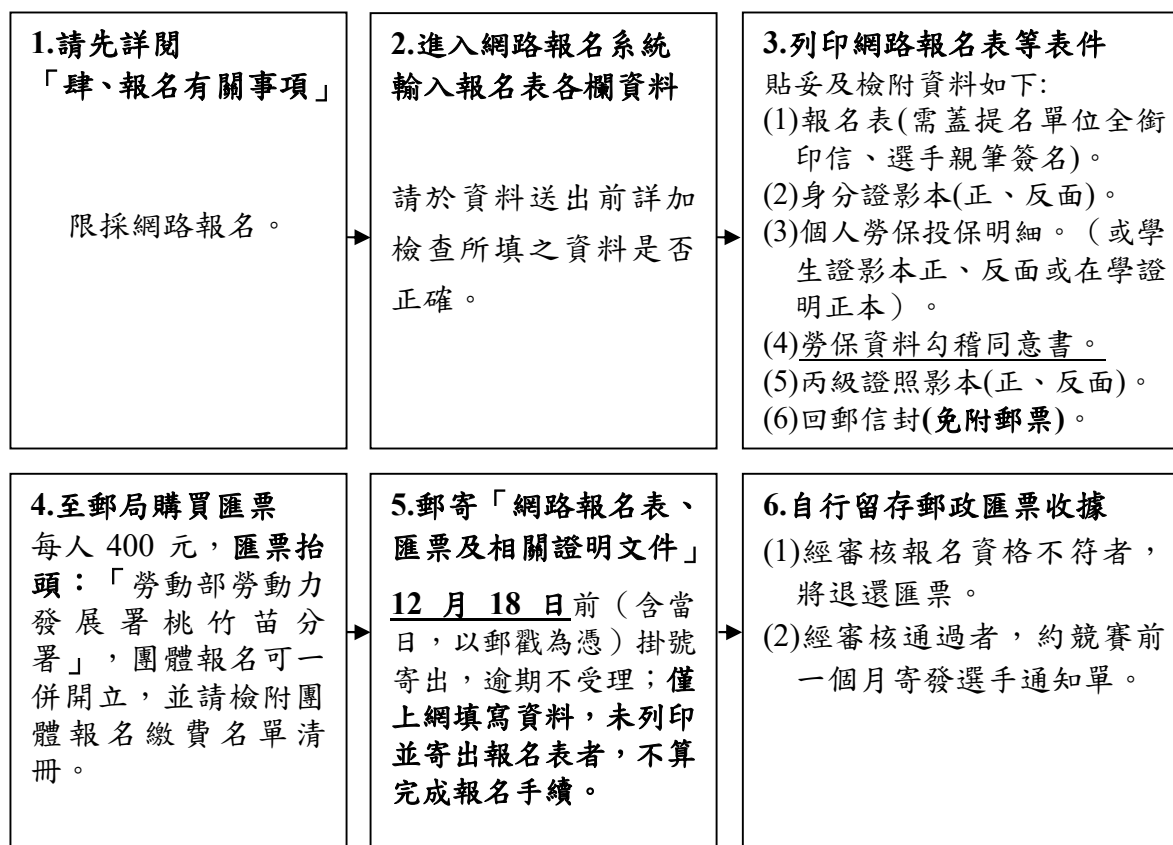 1.請先詳閱
「肆、報名有關事項」
限採網路報名。
2.進入網路報名系統
輸入報名表各欄資料
請於資料送出前詳加
檢查所填之資料是否
正確。
3.列印網路報名表等表件
貼妥及檢附資料如下:
(1)報名表(需蓋提名單位全銜
印信、選手親筆簽名)。
(2)身分證影本(正、反面)。
(3)個人勞保投保明細。（或學
生證影本正、反面或在學證
明正本）。
(4)勞保資料勾稽同意書。
(5)丙級證照影本(正、反面)。
(6)回郵信封(免附郵票)。
4.至郵局購買匯票
每人 400 元，匯票抬
頭：「勞動部勞動力
發展署桃竹苗分
署」，團體報名可一
併開立，並請檢附團
體報名繳費名單清
冊。
5.郵寄「網路報名表、
匯票及相關證明文件」
12 月 18 日前（含當
日，以郵戳為憑）掛號
寄出，逾期不受理；僅
上網填寫資料，未列印
並寄出報名表者，不算
完成報名手續。
6.自行留存郵政匯票收據
(1)經審核報名資格不符者，
將退還匯票。
(2)經審核通過者，約競賽前
一個月寄發選手通知單。